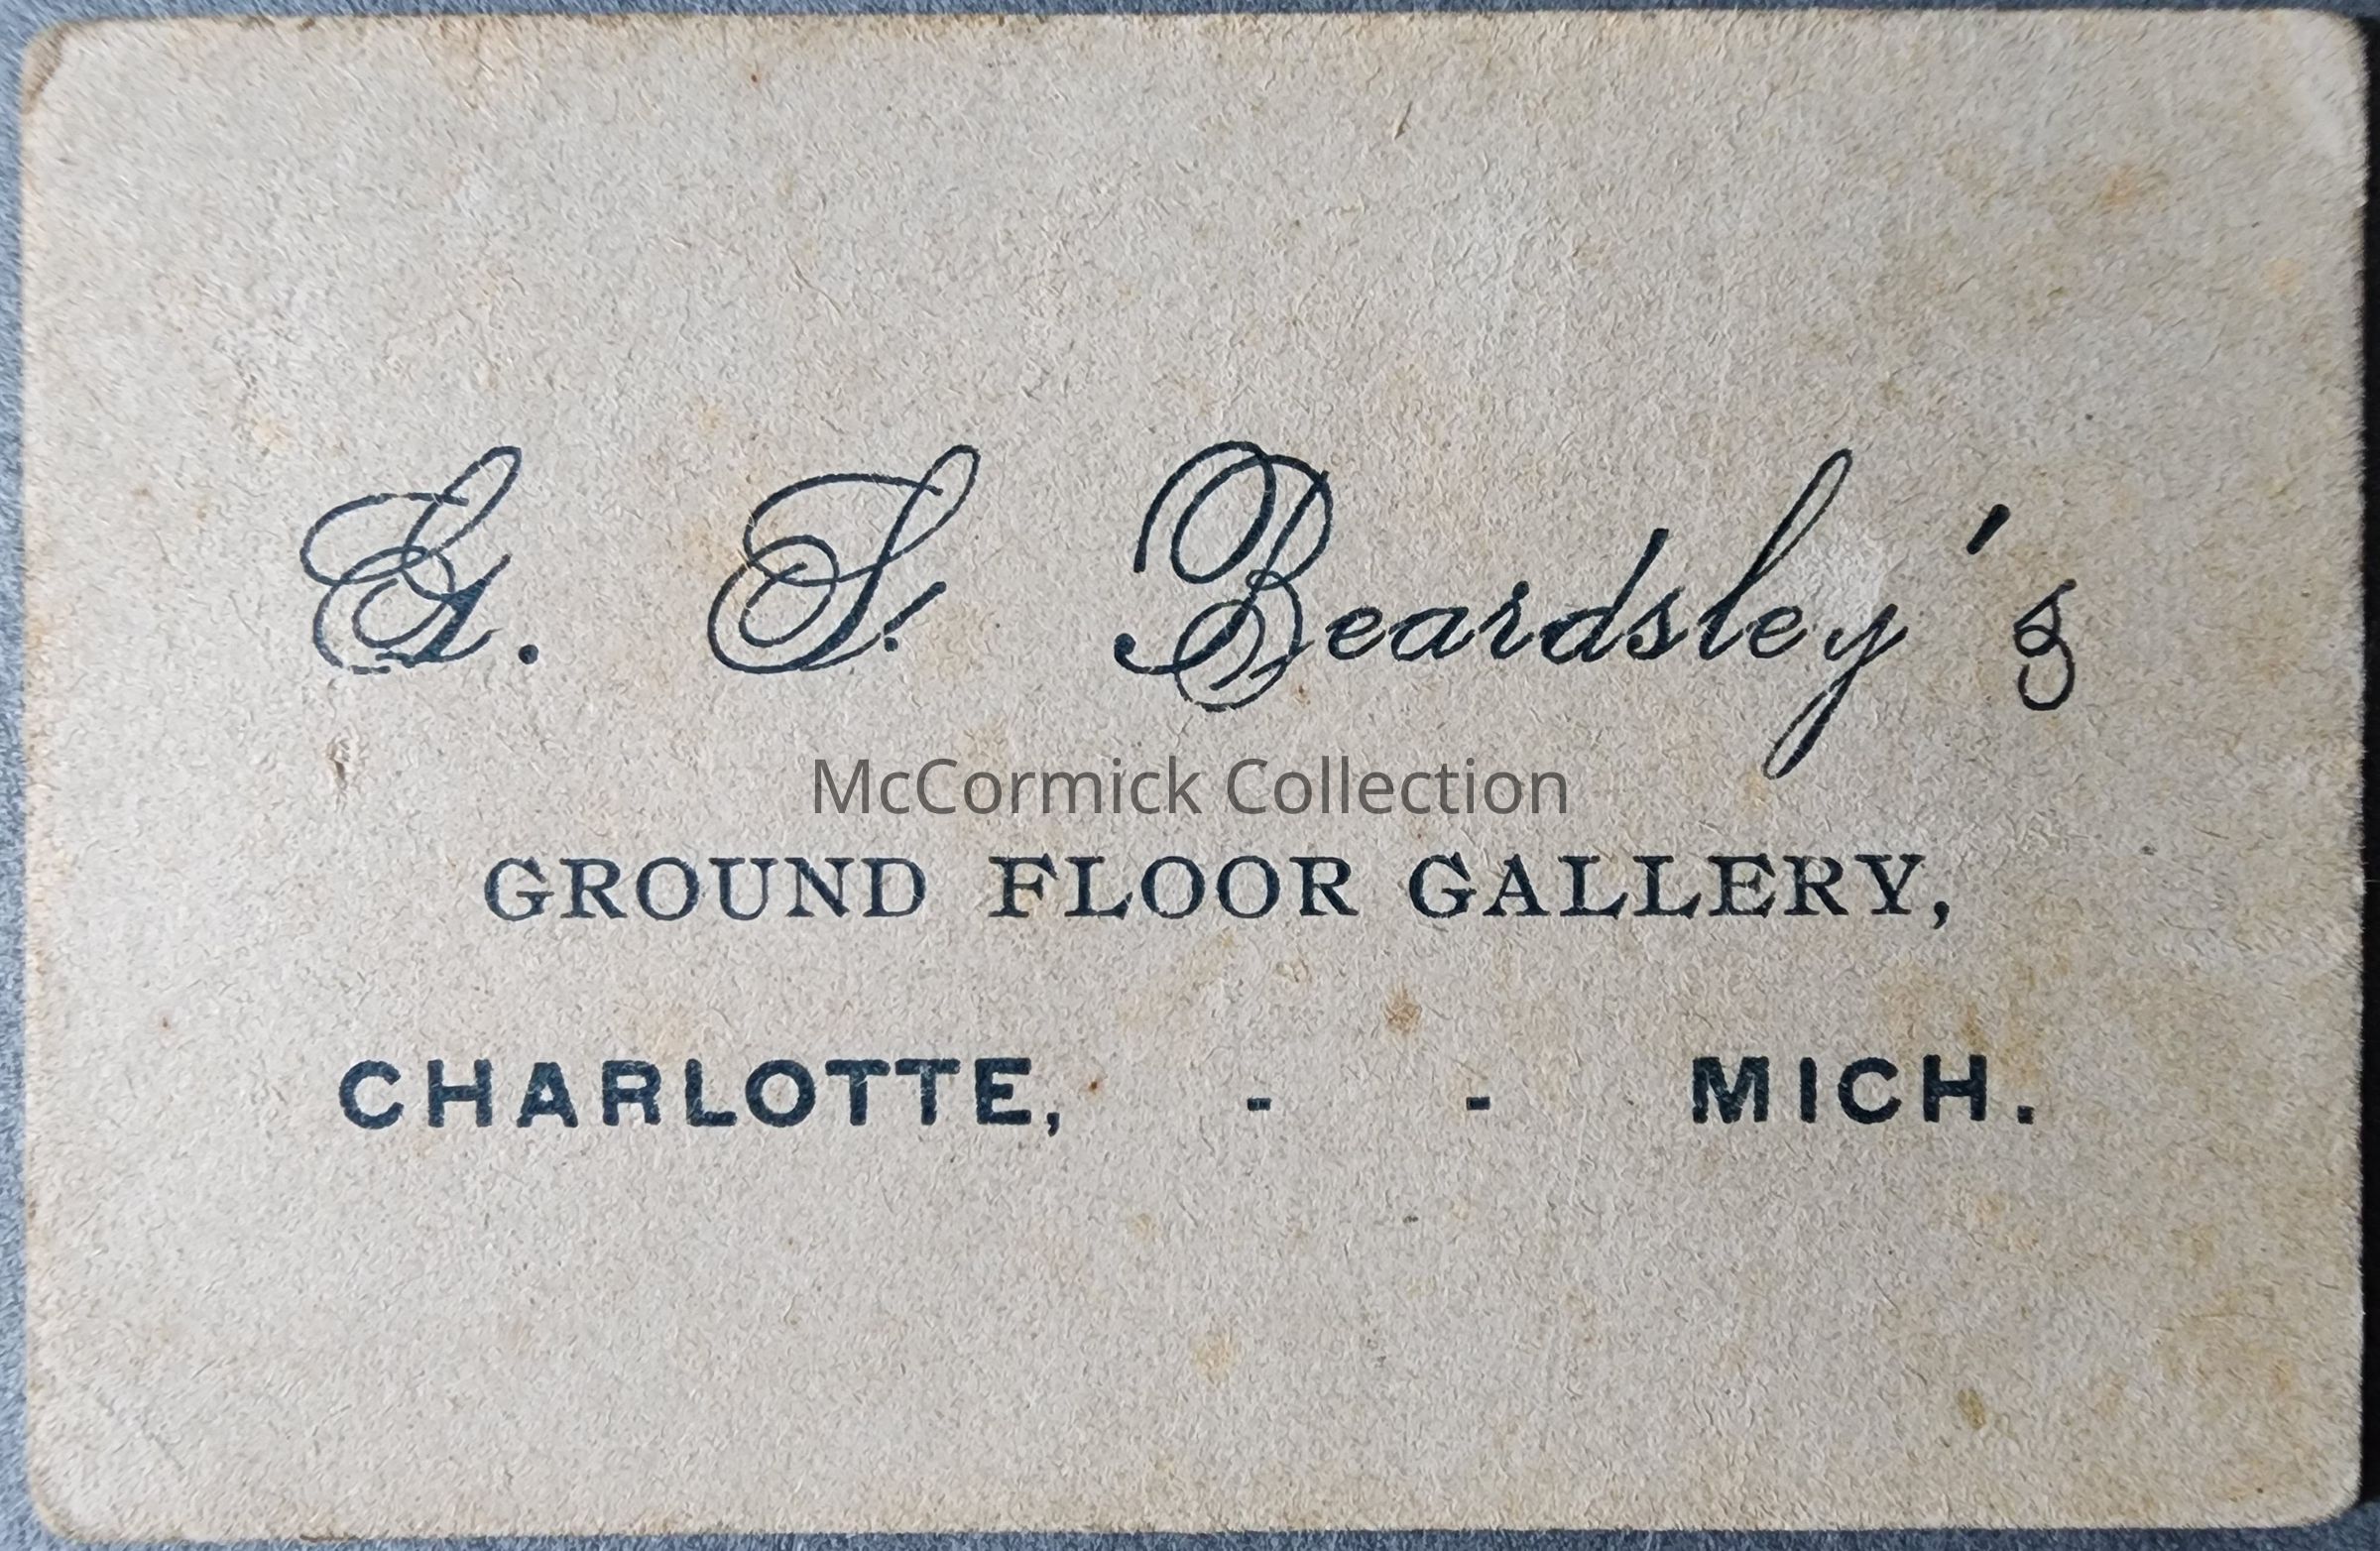 G. S. Beardsley's
McCormick Collection
GROUND FLOOR GALLERY,
CHARLOTTE, - - MICH.